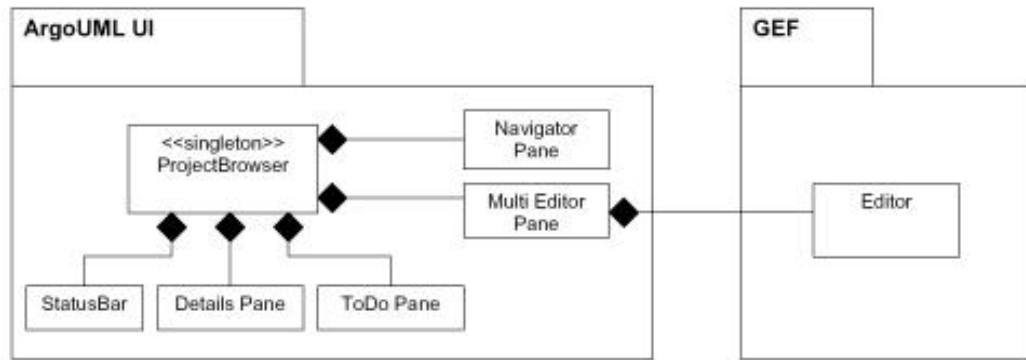 ArgoUML UI
GEF
<<singleton>>
ProjectBrowser
Navigator
Pane
Multi Editor
Pane
Editor
StatusBar
Details Pane
ToDo Pane